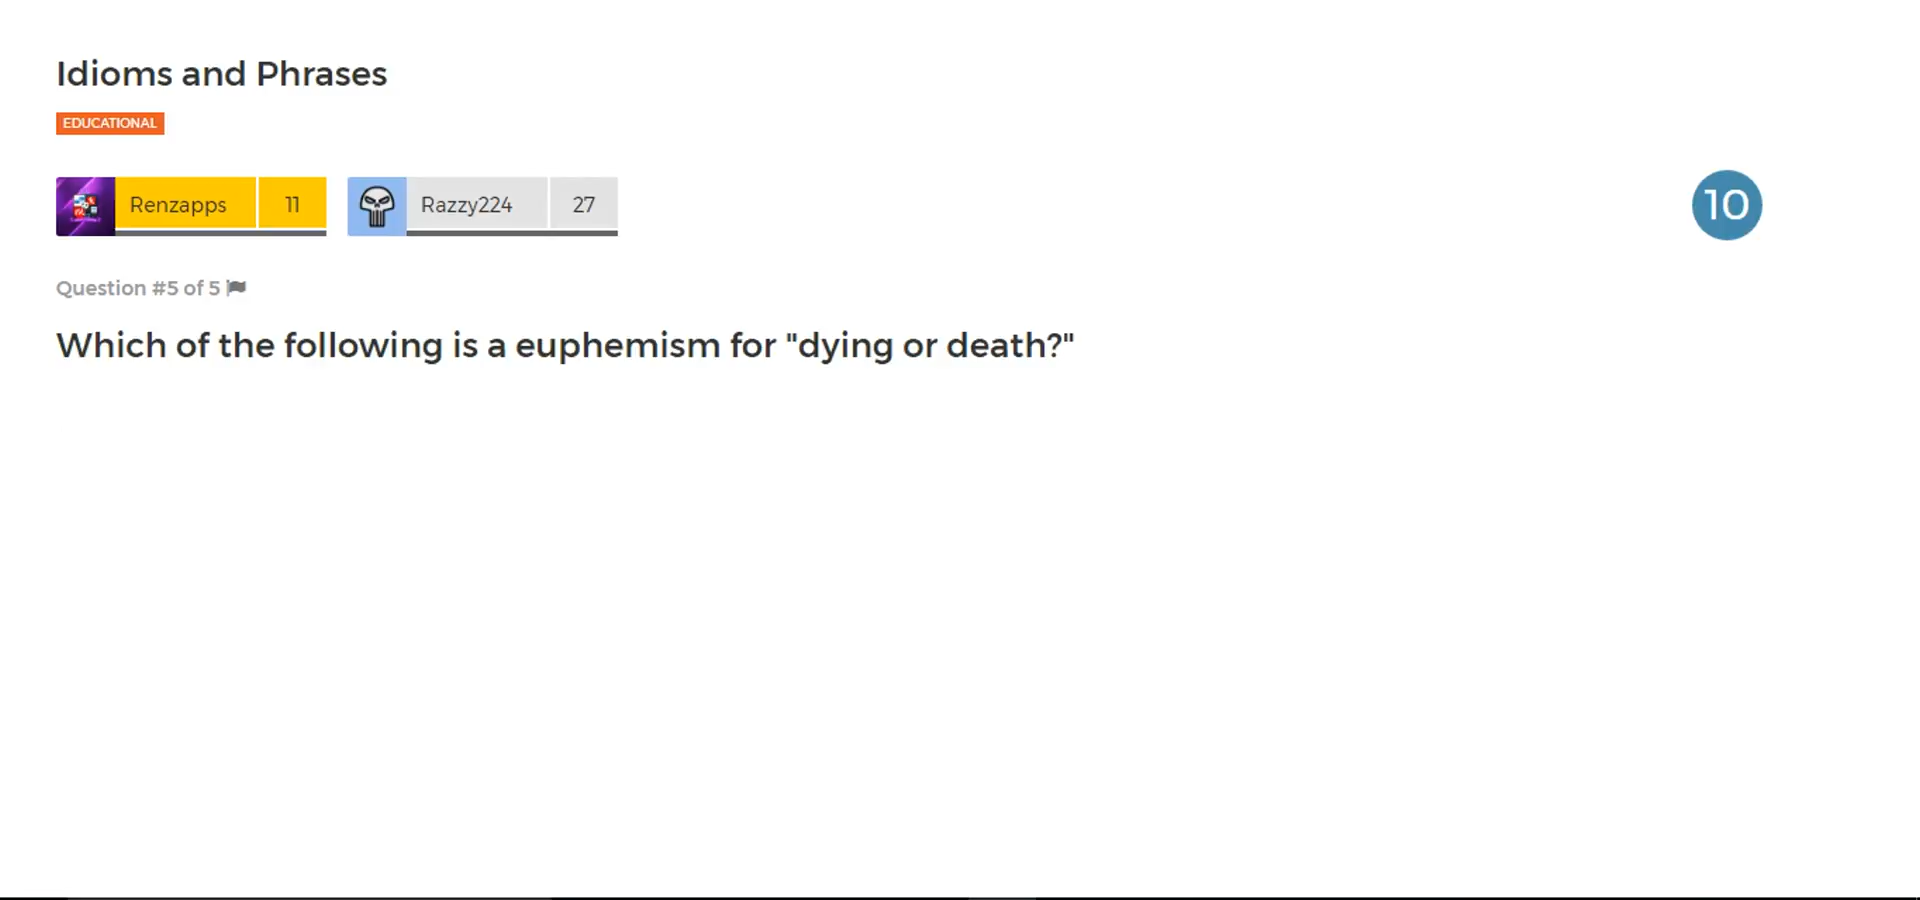 Idioms and Phrases
EDUCATIONAL
Renzapps 11 Razzy224 27
10
Question #5 of 5
Which of the following is a euphemism for "dying or death?"